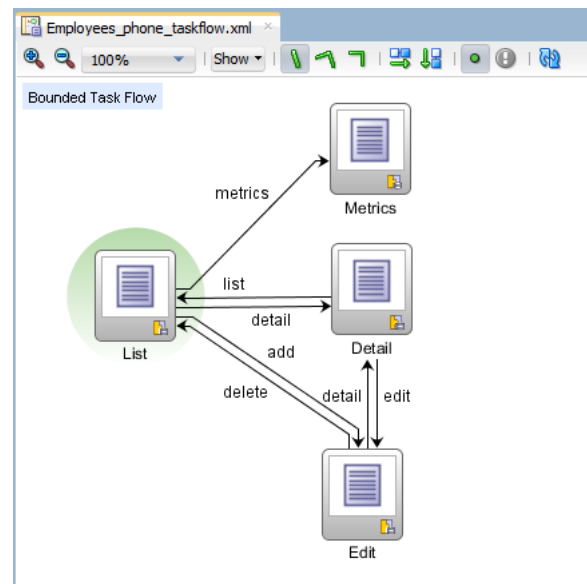 Employees_phone_taskflow.xml
100%
Show
Bounded Task Flow
metrics
Metrics
list
detail
List
Detail
add
delete
detail
edit
Edit